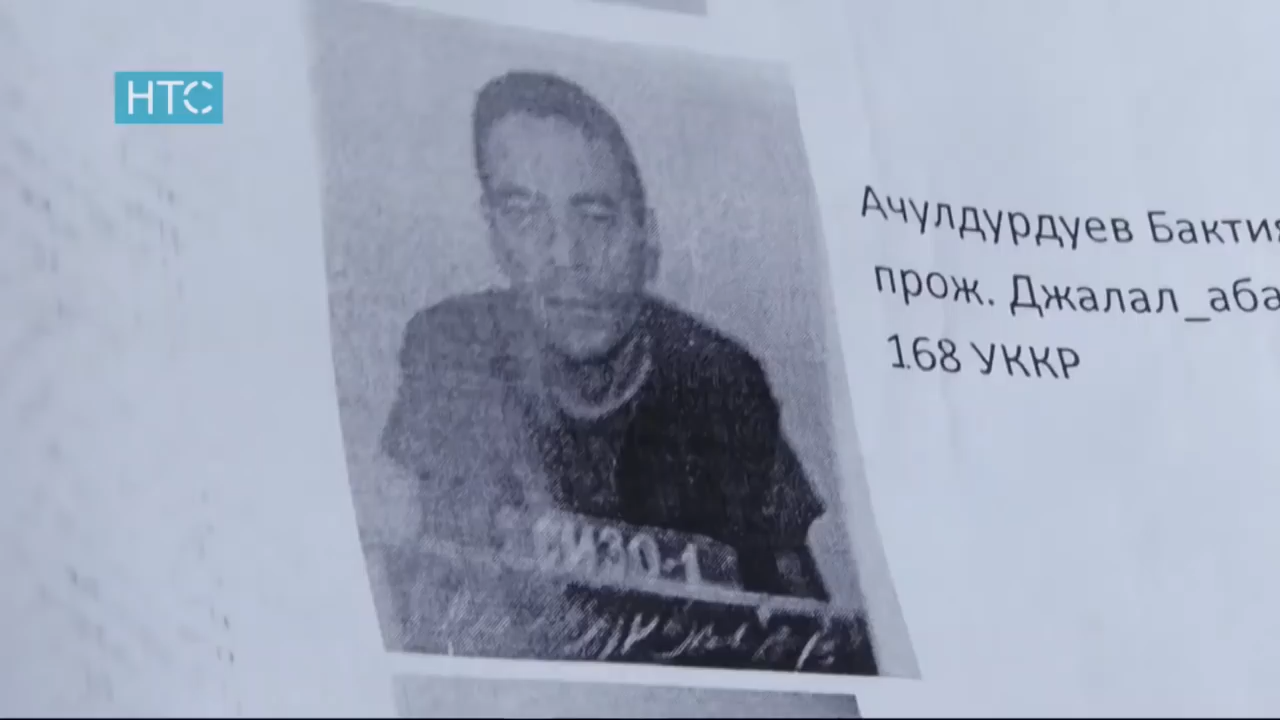 НТС
Ачулдурдуев Бактия
прож. Джалал_аба
168 УККР
СИЗО-1